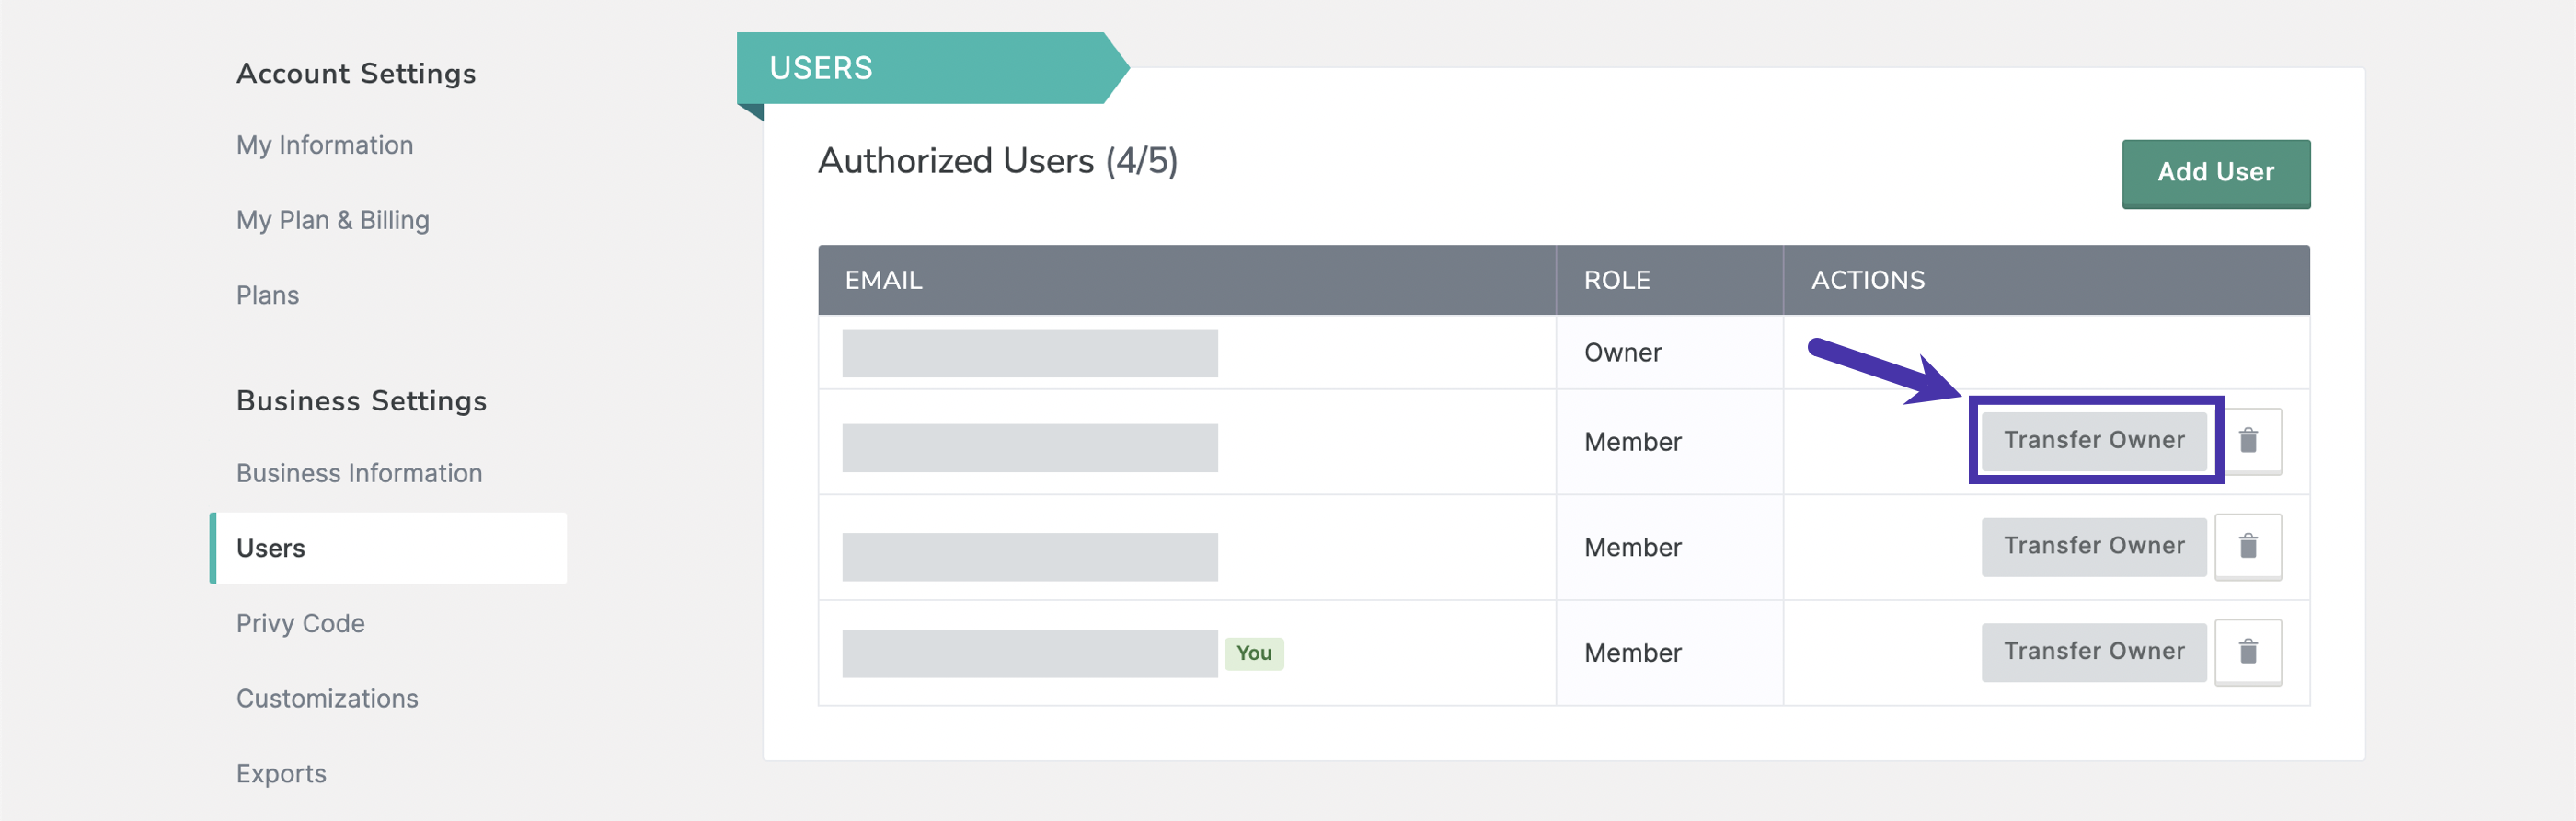 Account Settings
My Information
My Plan & Billing
Plans
Business Settings
Business Information
Users
Privy Code
Customizations
Exports
USERS
Authorized Users (4/5)
Add User
EMAIL ROLE ACTIONS
Owner
Member Transfer Owner
Member Transfer Owner
You Member Transfer Owner